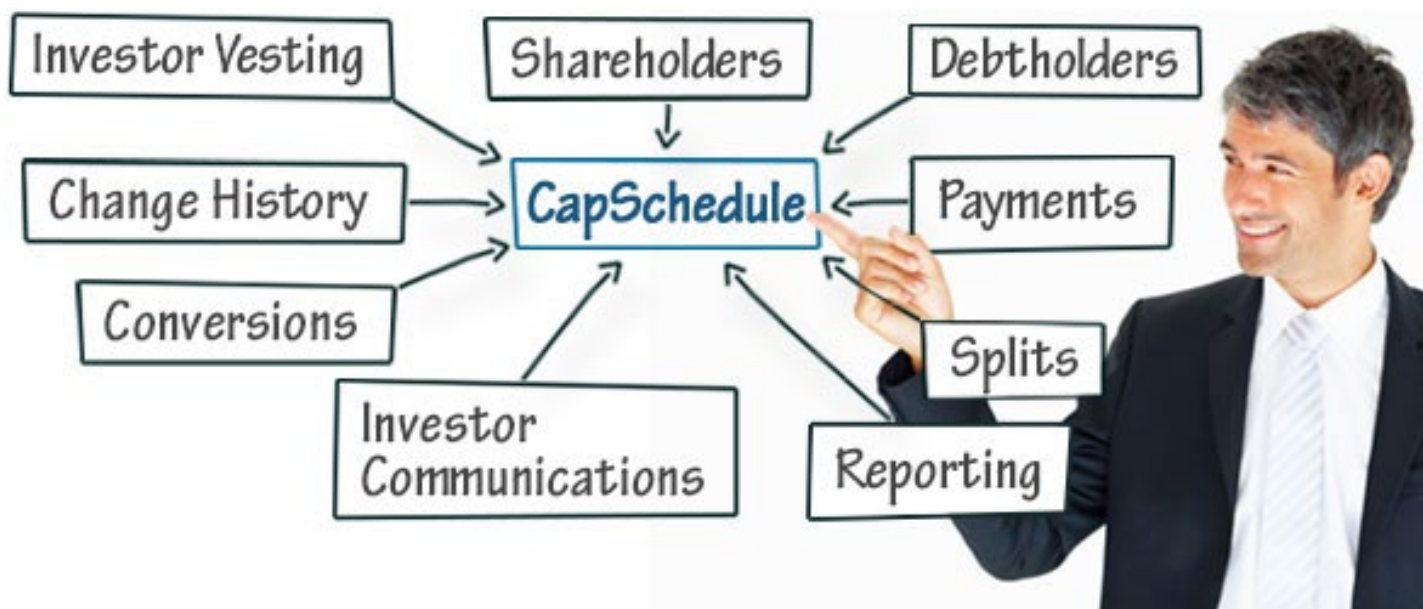 Investor Vesting
Shareholders
Debtholders
Change History
CapSchedule
Payments
Conversions
Splits
Investor
Communications
Reporting